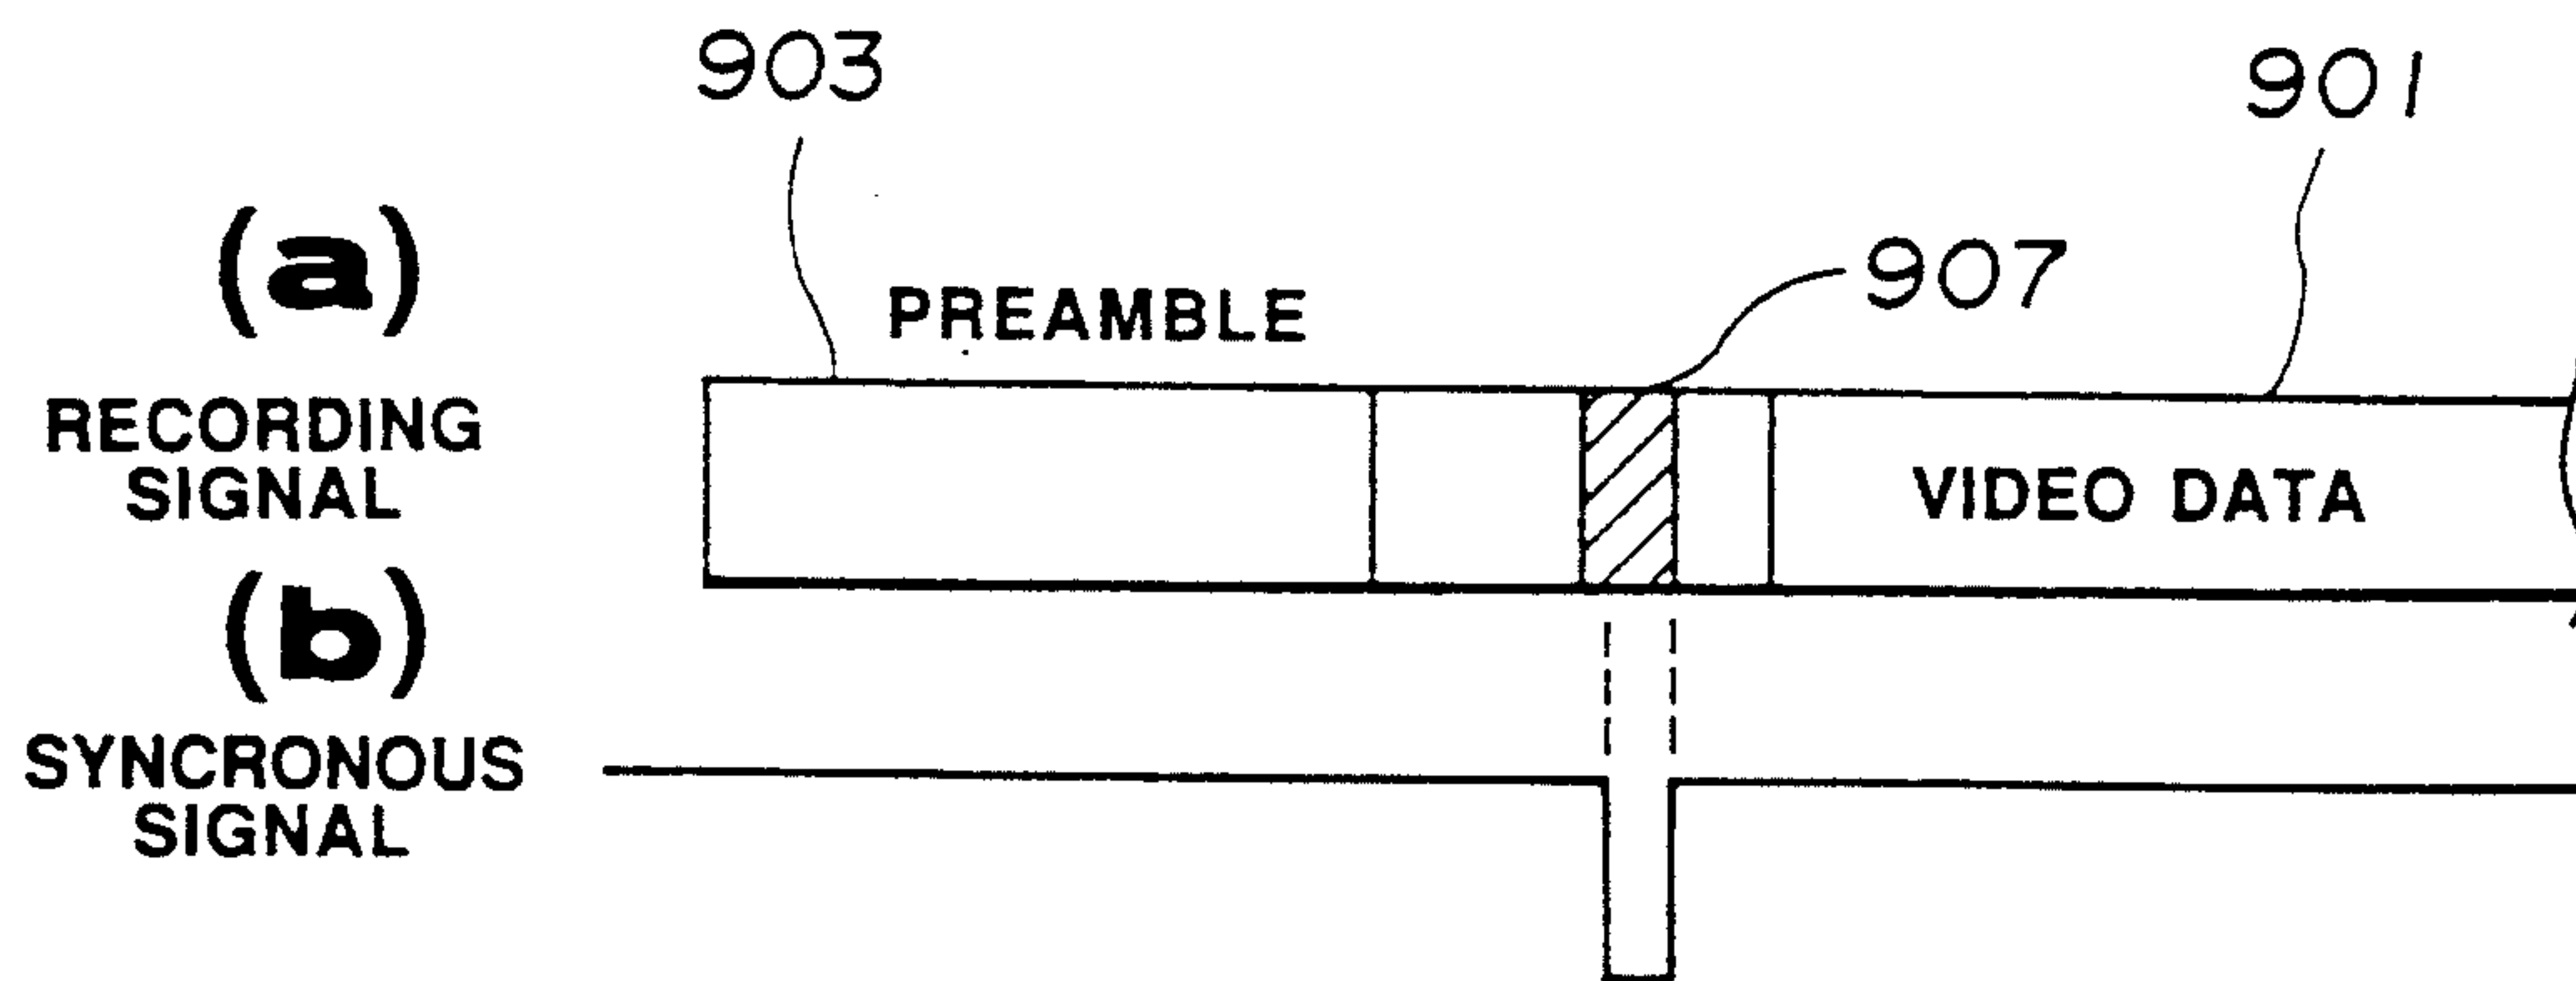 903
901
(a)
907
PREAMBLE
RECORDING
SIGNAL
VIDEO DATA
(b)
SYNCRONOUS
SIGNAL